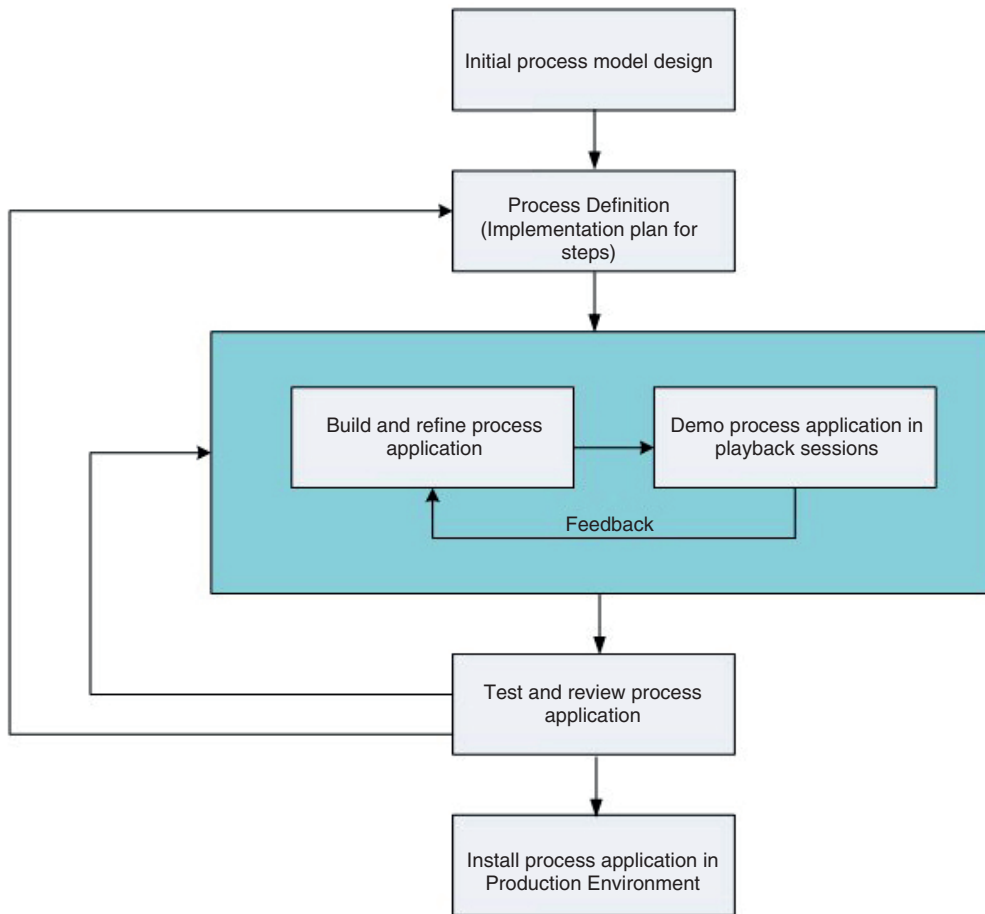 Initial process model design
Process Definition
(Implementation plan for
steps)
Build and refine process
application
Demo process application in
playback sessions
Feedback
Test and review process
application
Install process application in
Production Environment